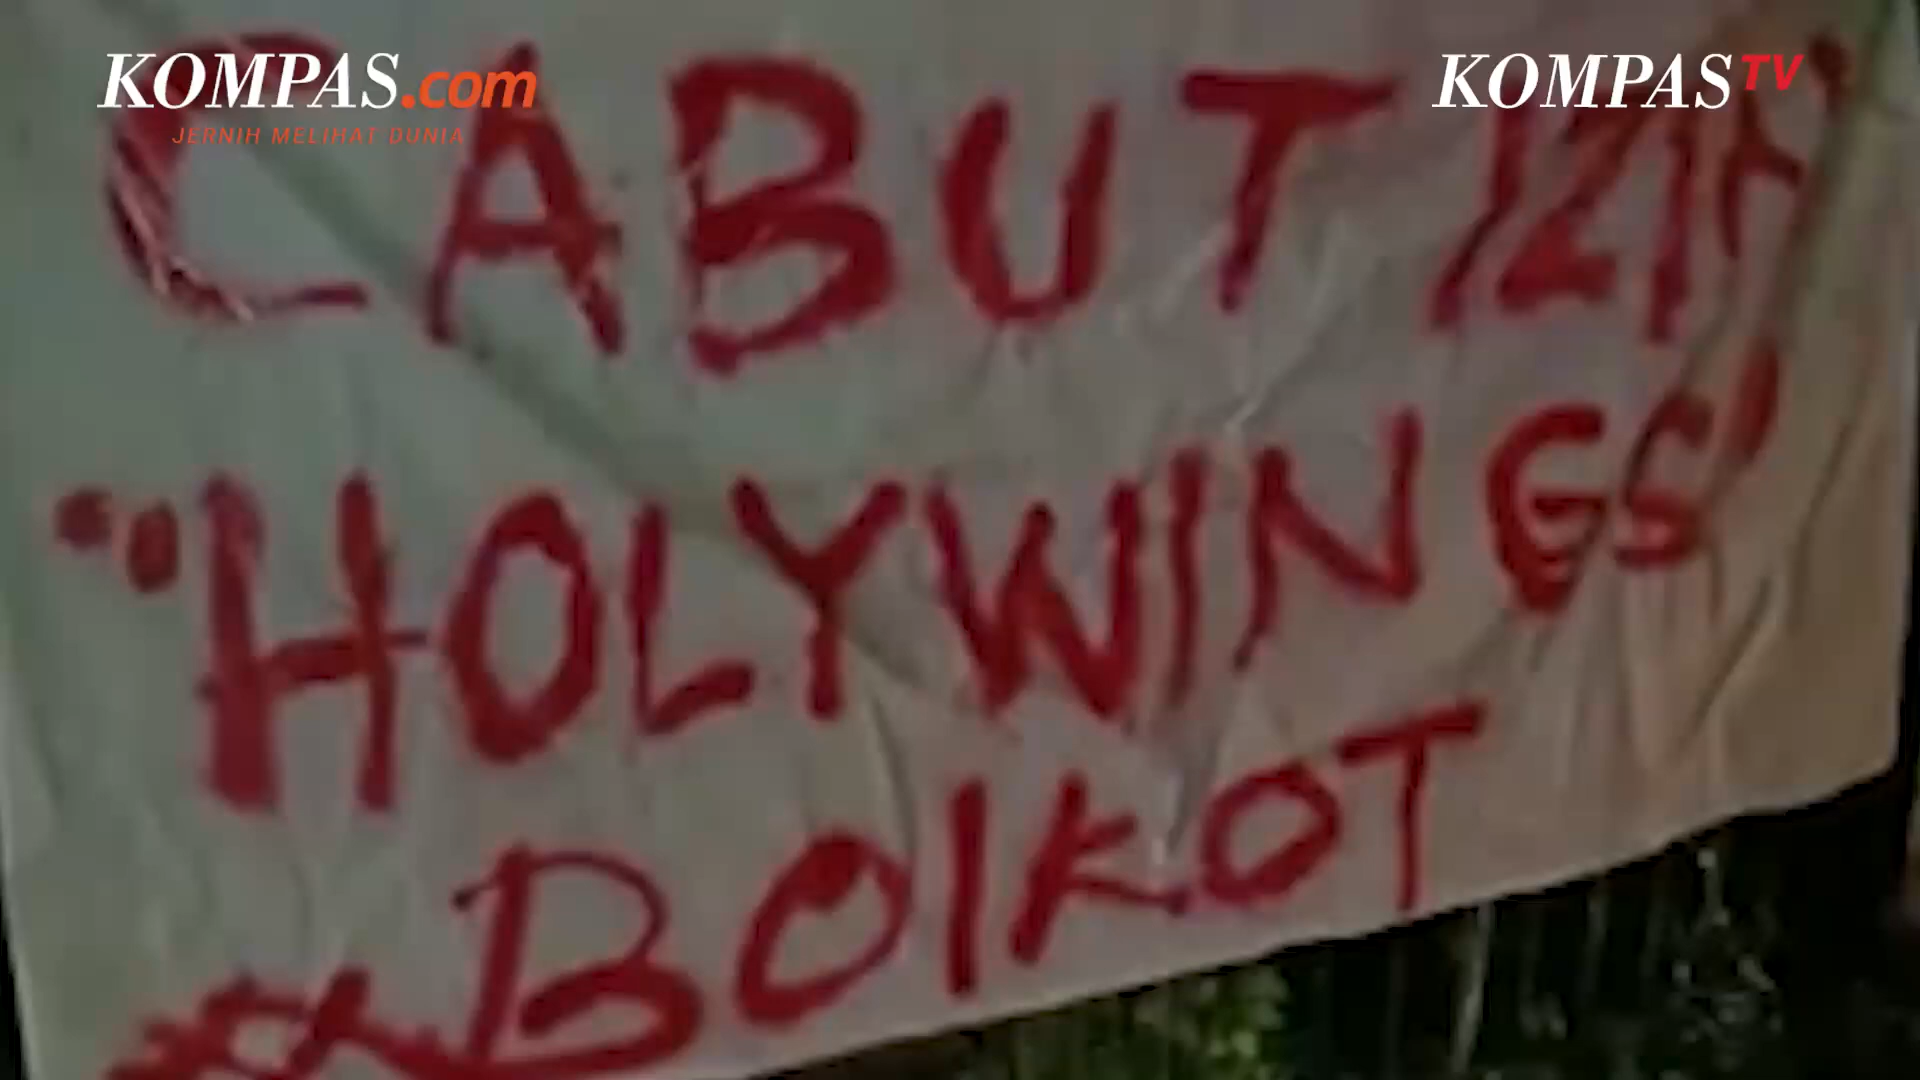 KOMPAS.com
JERNIH MELIHAT DUNIA
KOMPASTV
CABUT IZIN
"HOLYWINGS"
BOIKOT